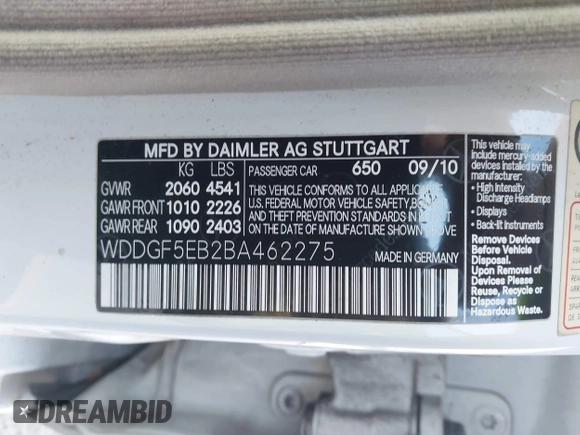 MFD BY DAIMLER AG STUTTGART
KG LBS PASSENGER CAR 650 09/10
GVWR 2060 4541
GAWR FRONT 1010 2226
GAWR REAR 1090 2403
THIS VEHICLE CONFORMS TO ALL APPLICABLE
U.S. FEDERAL MOTOR VEHICLE SAFETY,
THEFT PREVENTION STANDARDS IN EFFECT
ON THE DATE OF MANUFACTURE SHOWN ABOVE.
WDDGF5EB2BA462275
MADE IN GERMANY
This vehicle may
include mercury-added
devices installed by the
manufacturer:
• High Intensity
Discharge Headlamps
• Displays
• Back-lit Instruments
Remove Devices
Before Vehicle
Disposal.
Upon Removal of
Devices Please
Reuse, Recycle or
Dispose as
Hazardous Waste.
DREAMBID